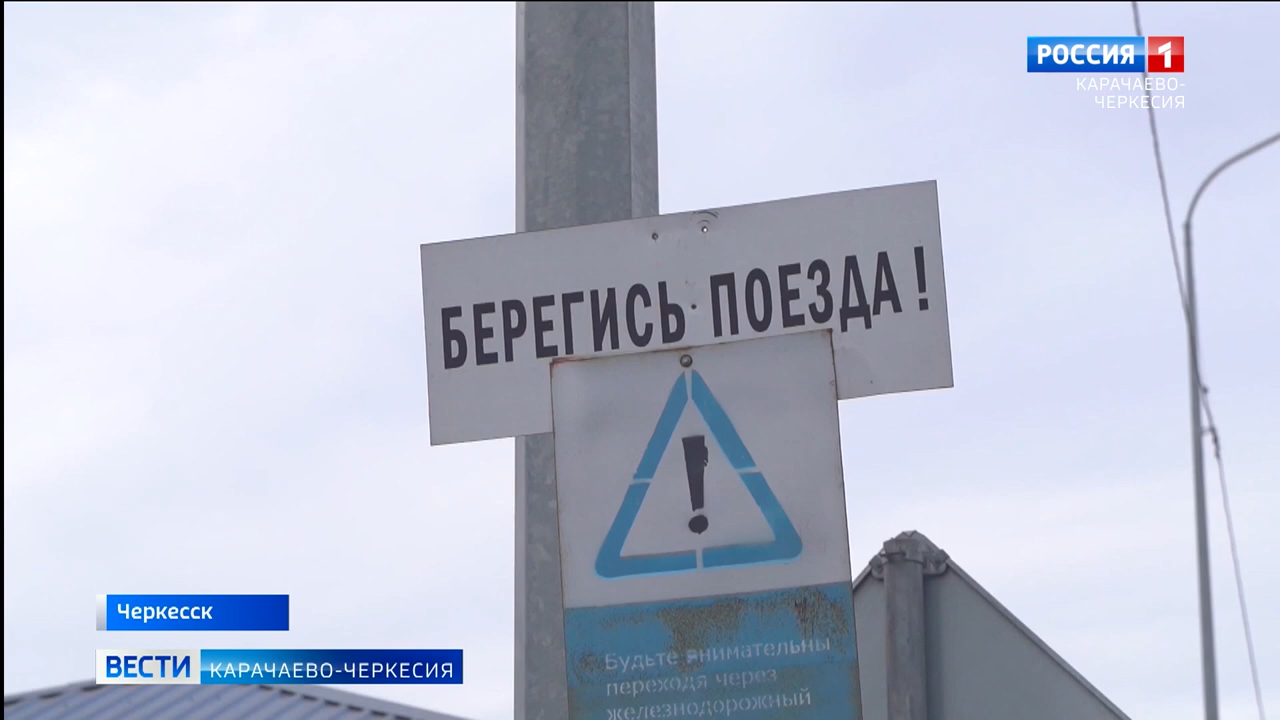 РОССИЯ 1
КАРАЧАЕВО-
ЧЕРКЕСИЯ
БЕРЕГИСЬ ПОЕЗДА!
!
Будьте внимательны
переходя через
железнодорожный
Черкесск
ВЕСТИ КАРАЧАЕВО-ЧЕРКЕСИЯ